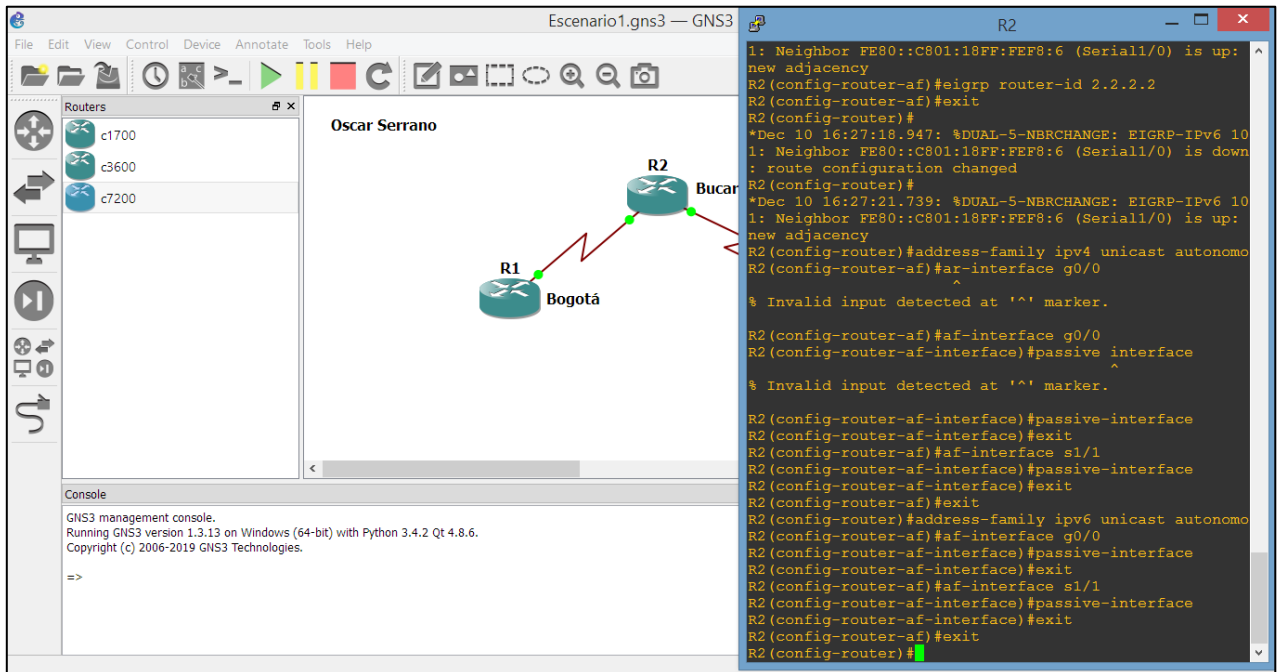 Escenario1.gns3 — GNS3
File Edit View Control Device Annotate Tools Help
Routers
c1700
c3600
c7200
Oscar Serrano
R2
Bucar
R1
Bogotá
Console
GNS3 management console.
Running GNS3 version 1.3.13 on Windows (64-bit) with Python 3.4.2 Qt 4.8.6.
Copyright (c) 2006-2019 GNS3 Technologies.
=>
R2
1: Neighbor FE80::C801:18FF:FEF8:6 (Serial1/0) is up:
new adjacency
R2(config-router-af)#eigrp router-id 2.2.2.2
R2(config-router-af)#exit
R2(config-router)#
*Dec 10 16:27:18.947: %DUAL-5-NBRCHANGE: EIGRP-IPv6 10
1: Neighbor FE80::C801:18FF:FEF8:6 (Serial1/0) is down
: route configuration changed
R2(config-router)#
*Dec 10 16:27:21.739: %DUAL-5-NBRCHANGE: EIGRP-IPv6 10
1: Neighbor FE80::C801:18FF:FEF8:6 (Serial1/0) is up:
new adjacency
R2(config-router)#address-family ipv4 unicast autonomo
R2(config-router-af)#ar-interface g0/0
^
% Invalid input detected at '^' marker.
R2(config-router-af)#af-interface g0/0
R2(config-router-af-interface)#passive interface
^
% Invalid input detected at '^' marker.
R2(config-router-af-interface)#passive-interface
R2(config-router-af-interface)#exit
R2(config-router-af)#af-interface s1/1
R2(config-router-af-interface)#passive-interface
R2(config-router-af-interface)#exit
R2(config-router-af)#exit
R2(config-router)#address-family ipv6 unicast autonomo
R2(config-router-af)#af-interface g0/0
R2(config-router-af-interface)#passive-interface
R2(config-router-af-interface)#exit
R2(config-router-af)#af-interface s1/1
R2(config-router-af-interface)#passive-interface
R2(config-router-af-interface)#exit
R2(config-router-af)#exit
R2(config-router)#